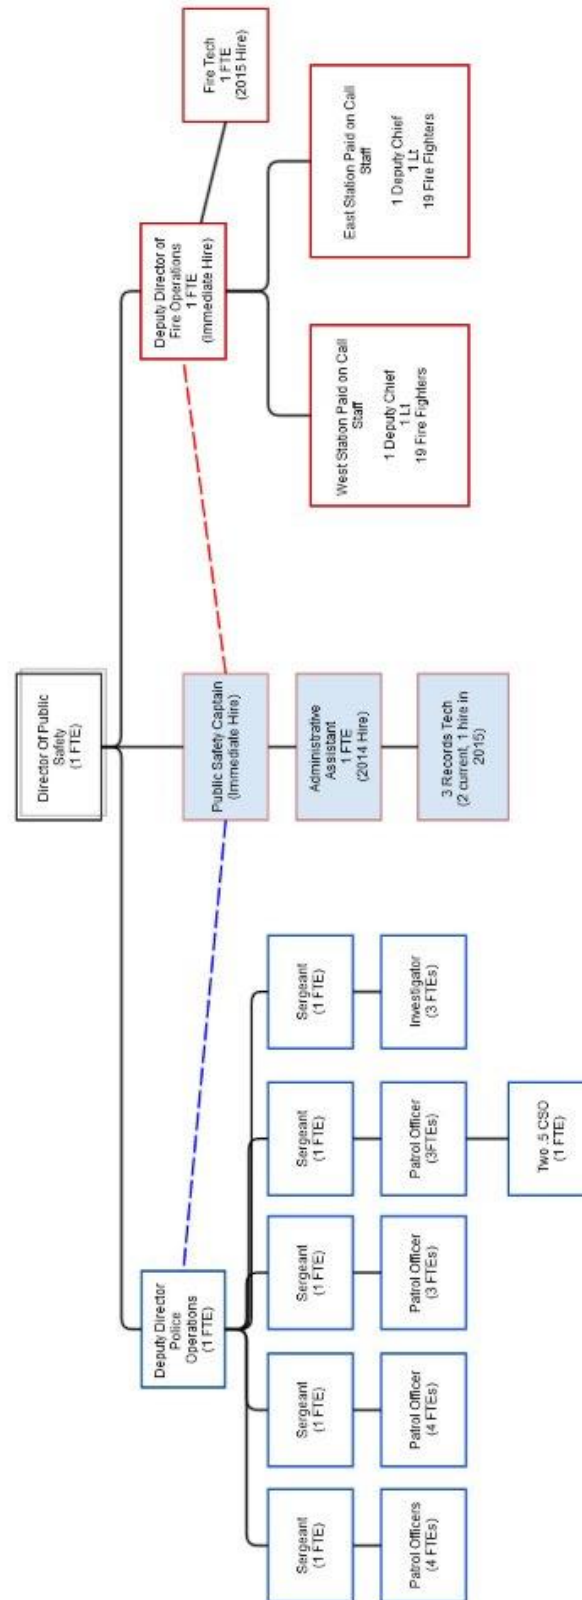 Director Of Public
Safety
(1 FTE)
Deputy Director
Police
Operations
(1 FTE)
Public Safety Captain
(Immediate Hire)
Deputy Director of
Fire Operations
1 FTE
(Immediate Hire)
Fire Tech
1 FTE
(2015 Hire)
Sergeant
(1 FTE)
Sergeant
(1 FTE)
Sergeant
(1 FTE)
Sergeant
(1 FTE)
Sergeant
(1 FTE)
Administrative
Assistant
1 FTE
(2014 Hire)
West Station Paid on Call
Staff
1 Deputy Chief
1 Lt
19 Fire Fighters
East Station Paid on Call
Staff
1 Deputy Chief
1 Lt
19 Fire Fighters
Patrol Officers
(4 FTEs)
Patrol Officer
(4 FTEs)
Patrol Officer
(3 FTEs)
Patrol Officer
(3FTEs)
Investigator
(3 FTEs)
3 Records Tech
(2 current, 1 hire in
2015)
Two .5 CSO
(1 FTE)